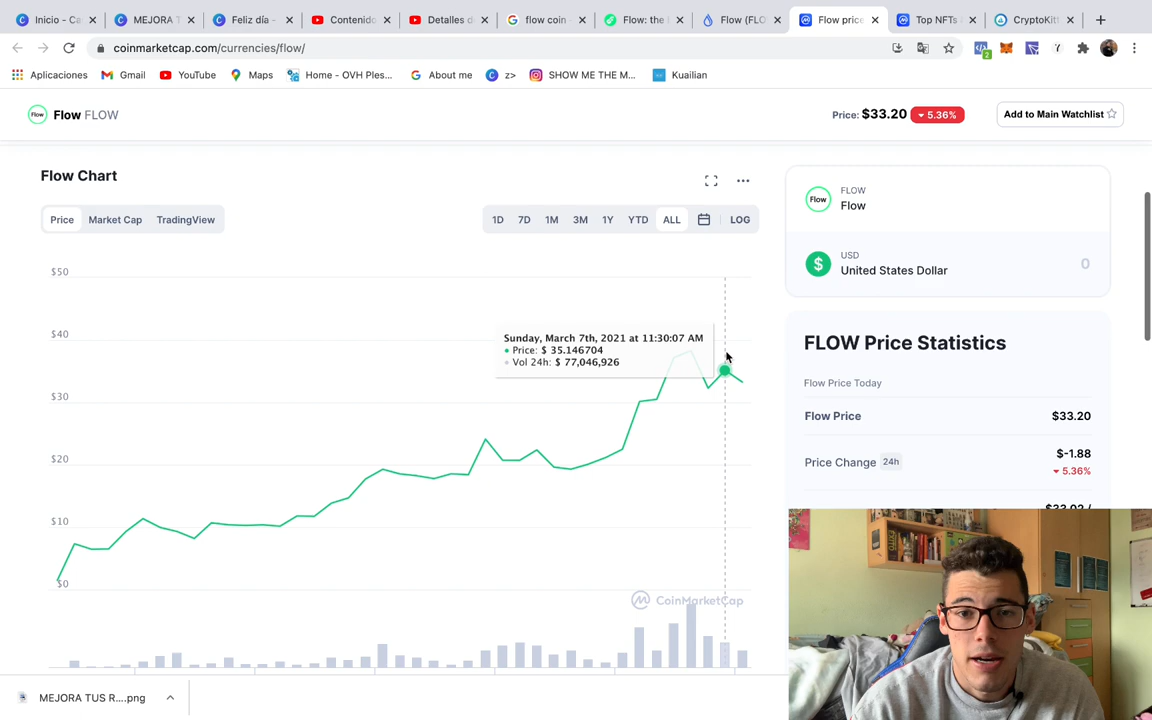 Inicio - Ca
MEJORA T
Feliz día -
Contenido
Detalles d
flow coin
Flow: the
Flow (FLO
Flow price
Top NFTs
CryptoKitt
coinmarketcap.com/currencies/flow/
2
Aplicaciones
Gmail
YouTube
Maps
Home - OVH Ples...
About me
z>
SHOW ME THE M...
Kuailian
Flow
Flow FLOW
Price: $33.20
5.36%
Add to Main Watchlist
Flow Chart
Price
Market Cap
TradingView
1D
7D
1M
3M
1Y
YTD
ALL
LOG
$50
$40
$30
$20
$10
$0
Sunday, March 7th, 2021 at 11:30:07 AM
Price: $ 35.146704
Vol 24h: $ 77,046,926
CoinMarketCap
Flow
FLOW
Flow
$
USD
United States Dollar
0
FLOW Price Statistics
Flow Price Today
Flow Price
$33.20
Price Change 24h
$-1.88
5.36%
MEJORA TUS R....png